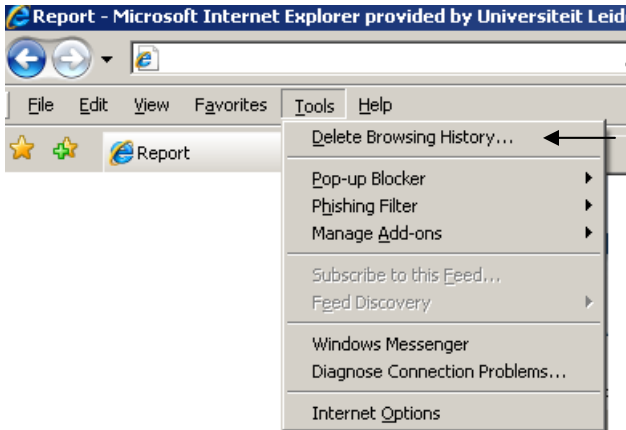 Report - Microsoft Internet Explorer provided by Universiteit Leid
File Edit View Favorites Tools Help
Report
Delete Browsing History...
Pop-up Blocker
Phishing Filter
Manage Add-ons
Subscribe to this Feed...
Feed Discovery
Windows Messenger
Diagnose Connection Problems...
Internet Options